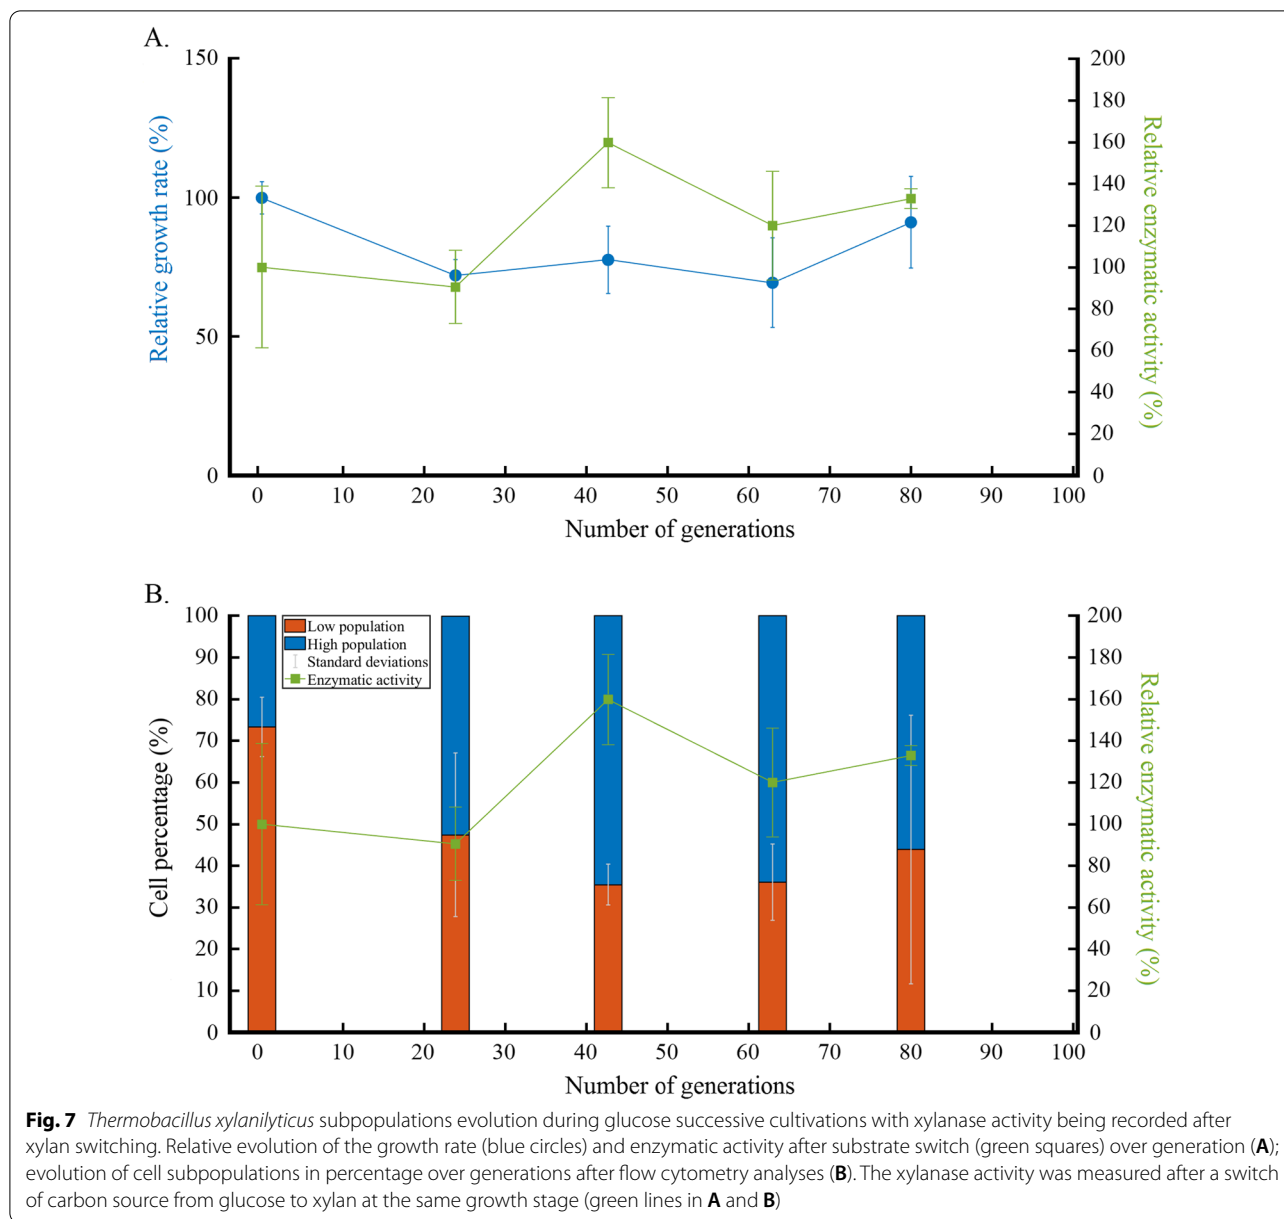 A.
150
100
50
0
Relative growth rate (%)
200
180
160
140
120
100
80
60
40
20
0
Relative enzymatic activity
(%)
0 10 20 30 40 50 60 70 80 90 100
Number of generations
B.
100
90
80
70
60
50
40
30
20
10
0
Cell percentage (%)
Low population
High population
Standard deviations
Enzymatic activity
200
180
160
140
120
100
80
60
40
20
0
Relative enzymatic activity
(%)
0 10 20 30 40 50 60 70 80 90 100
Number of generations
Fig. 7 Thermobacillus xylanilyticus subpopulations evolution during glucose successive cultivations with xylanase activity being recorded after
xylan switching. Relative evolution of the growth rate (blue circles) and enzymatic activity after substrate switch (green squares) over generation (A);
evolution of cell subpopulations in percentage over generations after flow cytometry analyses (B). The xylanase activity was measured after a switch
of carbon source from glucose to xylan at the same growth stage (green lines in A and B)